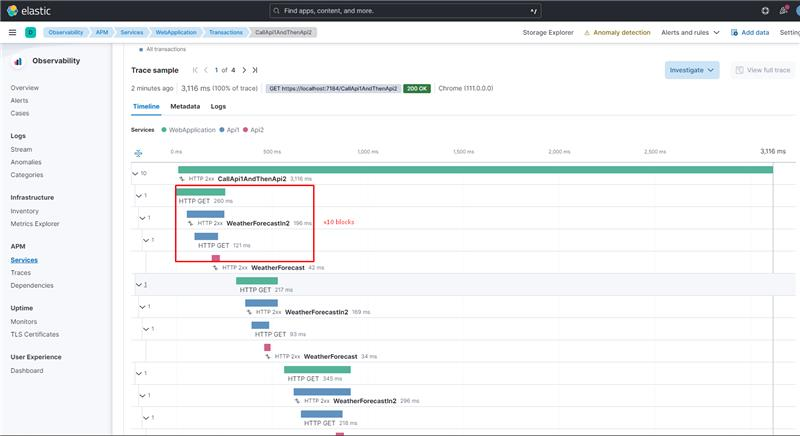 elastic
Find apps, content, and more.
D
Observability
APM
Services
WebApplication
Transactions
CallApi1AndThenApi2
Storage Explorer
Anomaly detection
Alerts and rules
Add data
Settin
Observability
Overview
Alerts
Cases
Logs
Stream
Anomalies
Categories
Infrastructure
Inventory
Metrics Explorer
APM
Services
Traces
Dependencies
Uptime
Monitors
TLS Certificates
User Experience
Dashboard
All transactions
Trace sample
1 of 4
Investigate
View full trace
2 minutes ago 3,116 ms (100% of trace) GET https://localhost:7184/CallApi1AndThenApi2 200 OK Chrome (111.0.0.0)
Timeline Metadata Logs
Services WebApplication Api1 Api2
0 ms 500 ms 1,000 ms 1,500 ms 2,000 ms 2,500 ms 3,116 ms
10
HTTP 2xx CallApi1AndThenApi2 3,116 ms
1
HTTP GET 260 ms
1
HTTP 2xx WeatherForecastIn2 196 ms
x10 blocks
1
HTTP GET 121 ms
HTTP 2xx WeatherForecast 42 ms
1
HTTP GET 217 ms
1
HTTP 2xx WeatherForecastIn2 169 ms
1
HTTP GET 93 ms
HTTP 2xx WeatherForecast 34 ms
1
HTTP GET 345 ms
1
HTTP 2xx WeatherForecastIn2 296 ms
1
HTTP GET 218 ms